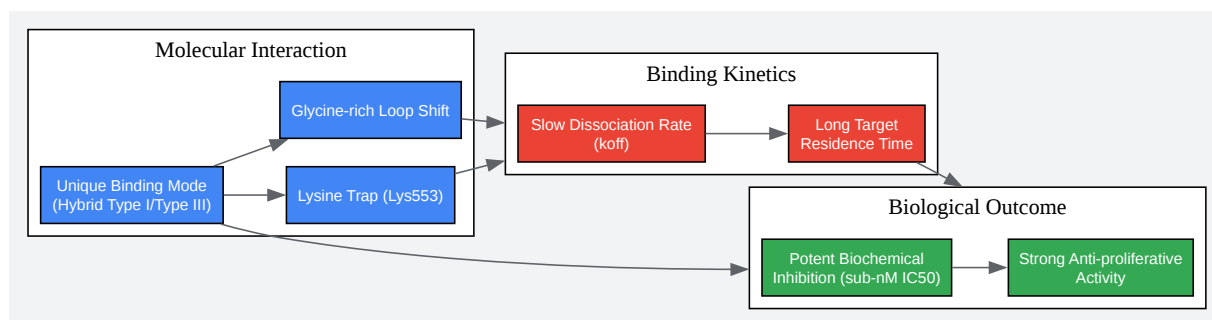 Molecular Interaction
Glycine-rich Loop Shift
Unique Binding Mode
(Hybrid Type I/Type III)
Lysine Trap (Lys553)
Binding Kinetics
Slow Dissociation Rate
(koff)
Long Target
Residence Time
Biological Outcome
Potent Biochemical
Inhibition (sub-nM IC50)
Strong Anti-proliferative
Activity